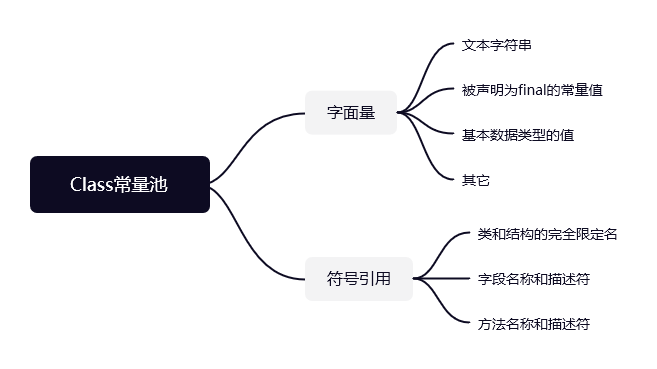 Class常量池
字面量
文本字符串
被声明为final的常量值
基本数据类型的值
其它
符号引用
类和结构的完全限定名
字段名称和描述符
方法名称和描述符